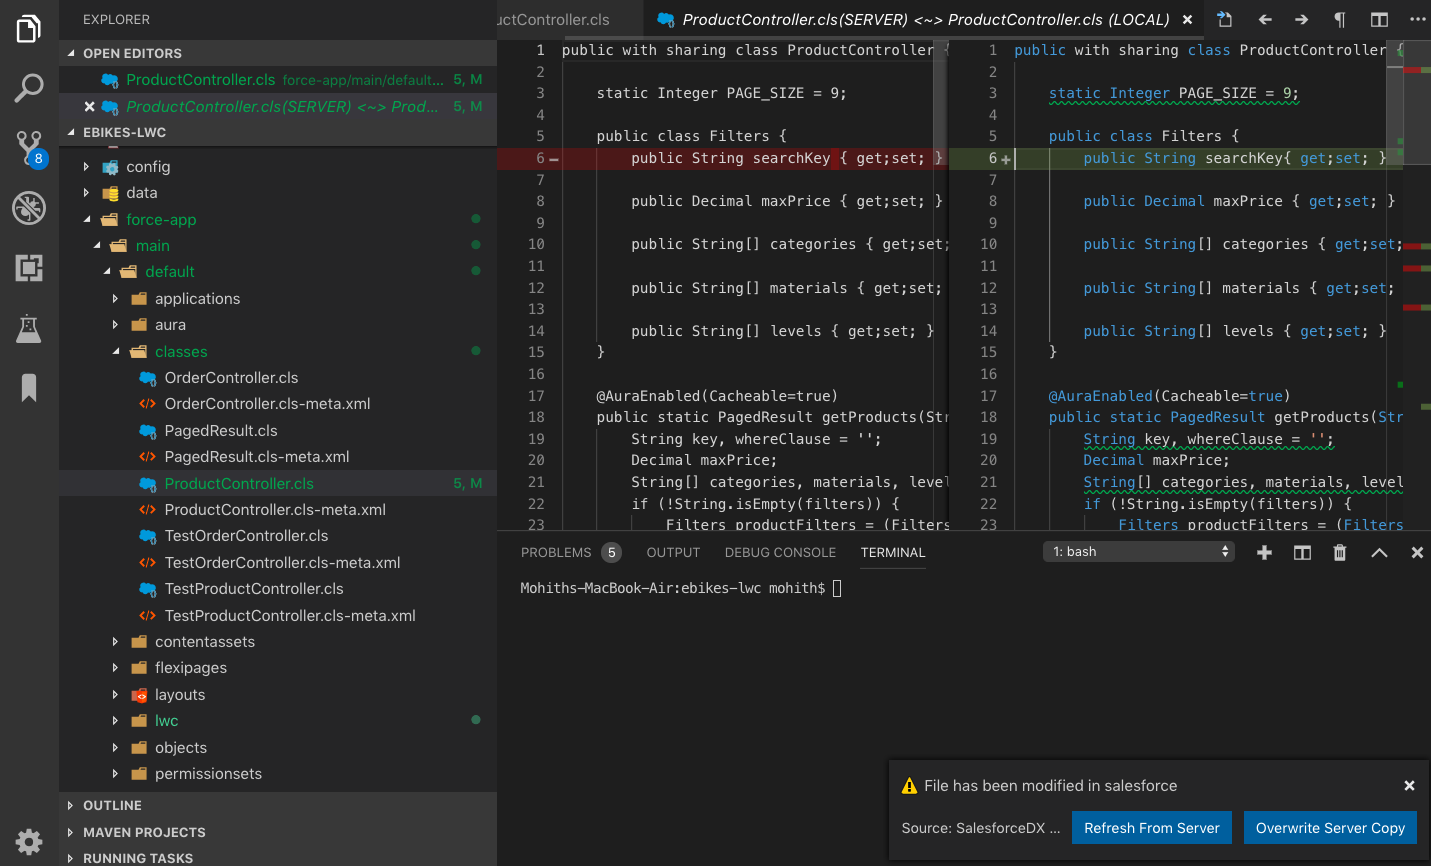 EXPLORER
OPEN EDITORS
ProductController.cls force-app/main/default... 5, M
ProductController.cls(SERVER) <~> Prod... 5, M
EBIKES-LWC
config
data
force-app
main
default
applications
aura
classes
OrderController.cls
OrderController.cls-meta.xml
PagedResult.cls
PagedResult.cls-meta.xml
ProductController.cls 5, M
ProductController.cls-meta.xml
TestOrderController.cls
TestOrderController.cls-meta.xml
TestProductController.cls
TestProductController.cls-meta.xml
contentassets
flexipages
layouts
lwc
objects
permissionsets
OUTLINE
MAVEN PROJECTS
RUNNING TASKS
8
uctController.cls
ProductController.cls(SERVER) <~> ProductController.cls (LOCAL)
1 public with sharing class ProductController {
2
3 static Integer PAGE_SIZE = 9;
4
5 public class Filters {
6 public String searchKey { get;set; }
7
8 public Decimal maxPrice { get;set; }
9
10 public String[] categories { get;set;
11
12 public String[] materials { get;set;
13
14 public String[] levels { get;set; }
15 }
16
17 @AuraEnabled(Cacheable=true)
18 public static PagedResult getProducts(Str
19 String key, whereClause = '';
20 Decimal maxPrice;
21 String[] categories, materials, level
22 if (!String.isEmpty(filters)) {
23 Filters productFilters = (Filters
1 public with sharing class ProductController {
2
3 static Integer PAGE_SIZE = 9;
4
5 public class Filters {
6 public String searchKey{ get;set; }
7
8 public Decimal maxPrice { get;set; }
9
10 public String[] categories { get;set;
11
12 public String[] materials { get;set;
13
14 public String[] levels { get;set; }
15 }
16
17 @AuraEnabled(Cacheable=true)
18 public static PagedResult getProducts(Str
19 String key, whereClause = '';
20 Decimal maxPrice;
21 String[] categories, materials, level
22 if (!String.isEmpty(filters)) {
23 Filters productFilters = (Filters
PROBLEMS 5 OUTPUT DEBUG CONSOLE TERMINAL 1: bash
Mohiths-MacBook-Air:ebikes-lwc mohith$
File has been modified in salesforce
Source: SalesforceDX ... Refresh From Server Overwrite Server Copy